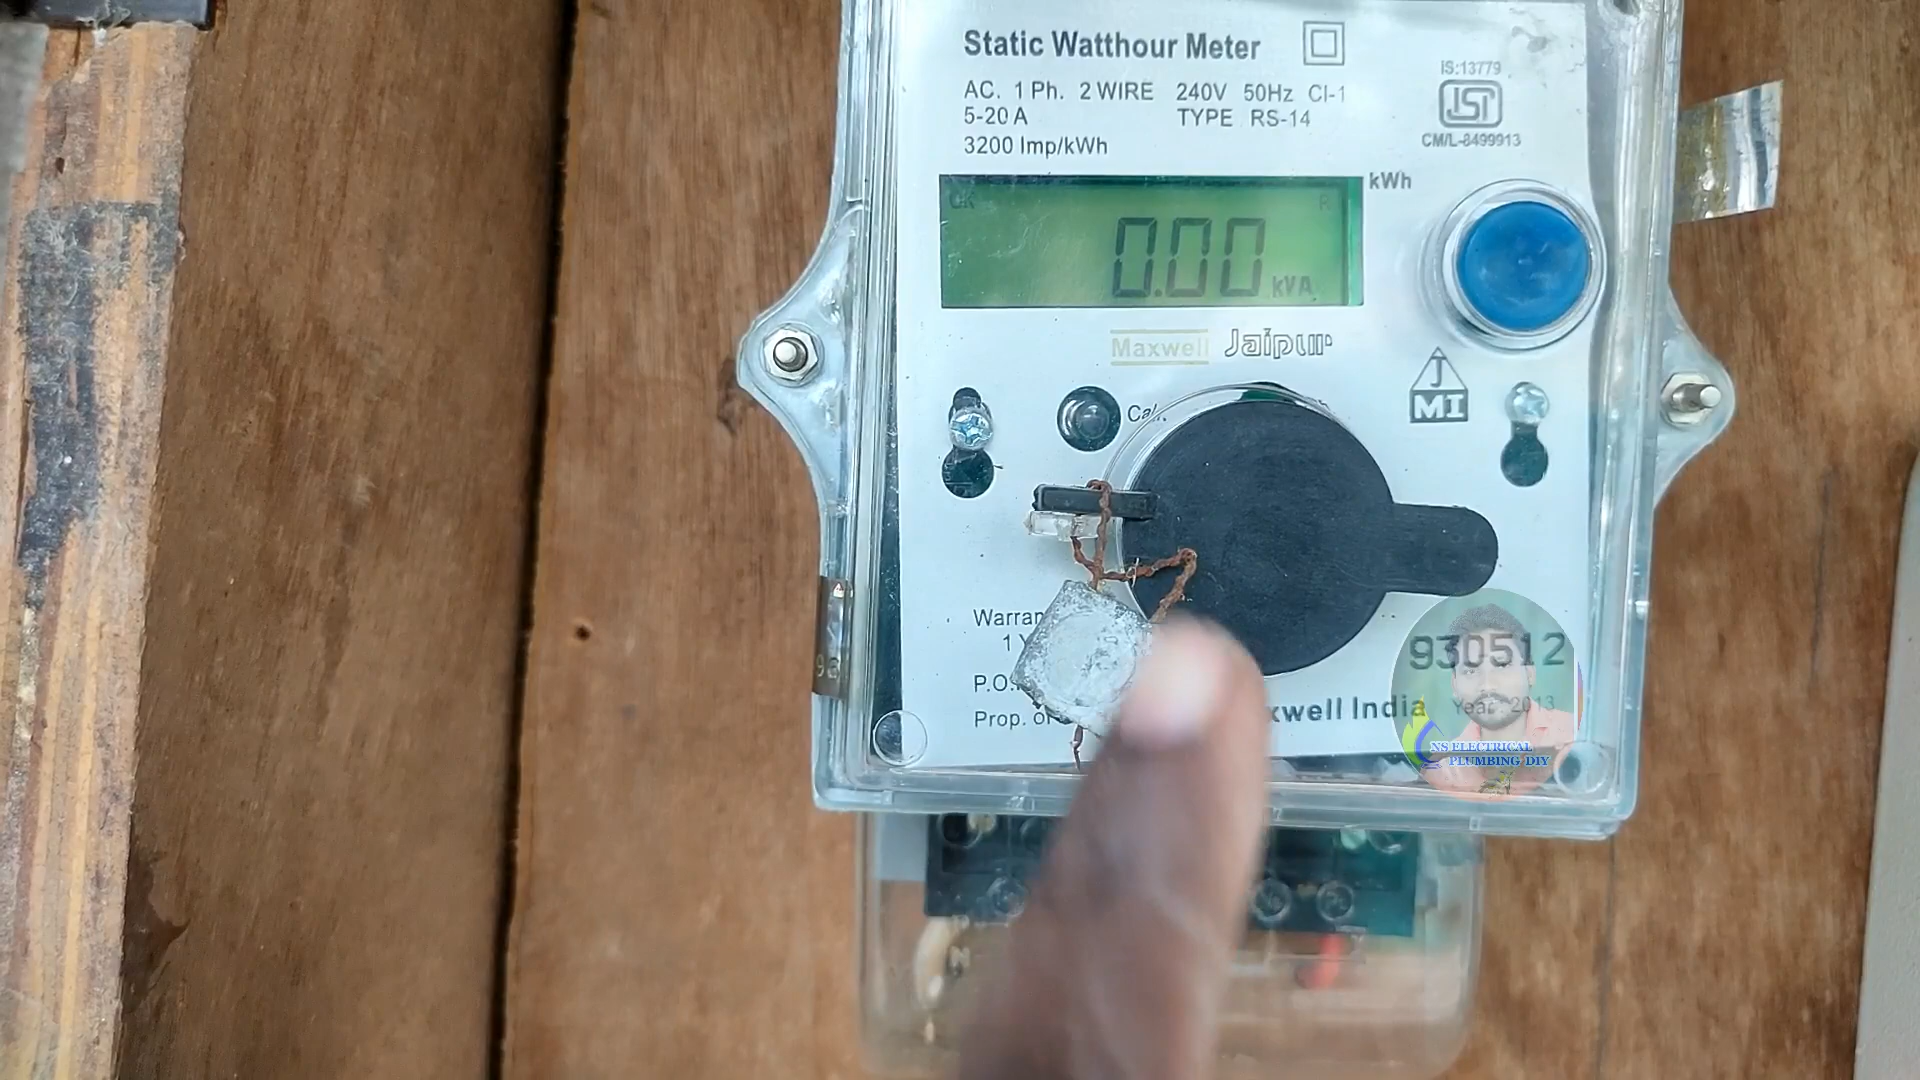 Static Watthour Meter
IS:13779
AC. 1 Ph. 2 WIRE 240V 50Hz Cl-1
5-20 A TYPE RS-14
3200 Imp/kWh
CM/L-8499913
kWh
OK R
0.00 kVA
Maxwell Jaipur
J
MI
930512
P.O.
Prop. of
Maxwell India Year: 2013
NS ELECTRICAL
PLUMBING DIY